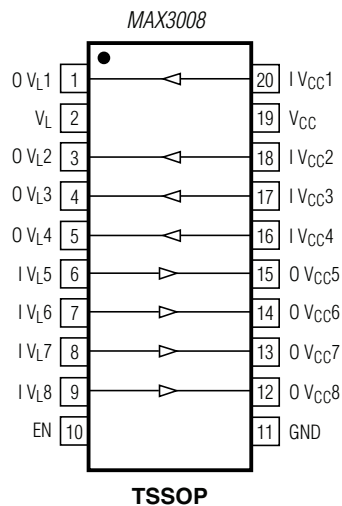 MAX3008
O VL1 1 20 I VCC1
VL 2 19 VCC
O VL2 3 18 I VCC2
O VL3 4 17 I VCC3
O VL4 5 16 I VCC4
I VL5 6 15 O VCC5
I VL6 7 14 O VCC6
I VL7 8 13 O VCC7
I VL8 9 12 O VCC8
EN 10 11 GND
TSSOP